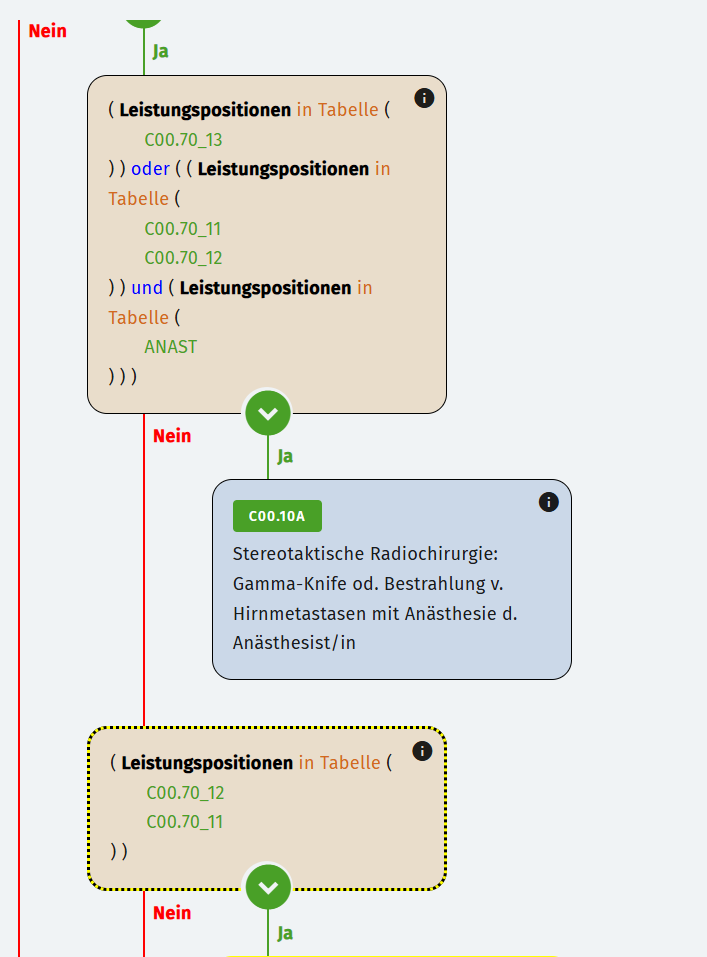 Nein
Ja
( Leistungspositionen in Tabelle (
C00.70_13
) ) oder ( ( Leistungspositionen in
Tabelle (
C00.70_11
C00.70_12
) ) und ( Leistungspositionen in
Tabelle (
ANAST
) ) )
Nein
Ja
C00.10A
Stereotaktische Radiochirurgie:
Gamma-Knife od. Bestrahlung v.
Hirnmetastasen mit Anästhesie d.
Anästhesist/in
( Leistungspositionen in Tabelle (
C00.70_12
C00.70_11
) )
Nein
Ja